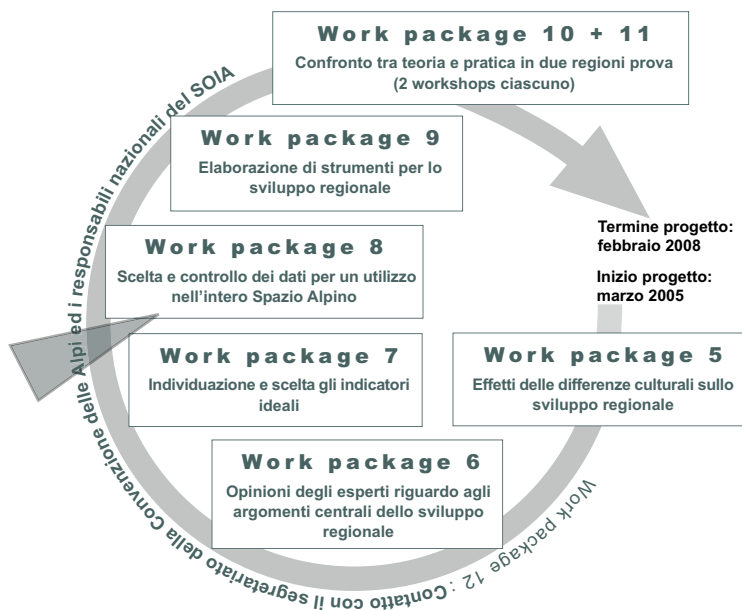 Work package 10 + 11
Confronto tra teoria e pratica in due regioni prova
(2 workshops ciascuno)
Work package 9
Elaborazione di strumenti per lo
sviluppo regionale
Work package 8
Scelta e controllo dei dati per un utilizzo
nell'intero Spazio Alpino
Termine progetto:
febbraio 2008
Inizio progetto:
marzo 2005
Work package 7
Individuazione e scelta gli indicatori
ideali
Work package 5
Effetti delle differenze culturali sullo
sviluppo regionale
Work package 6
Opinioni degli esperti riguardo agli
argomenti centrali dello sviluppo
regionale
Work package 12 : Contatto con il segretariato della Convenzione delle Alpi ed i responsabili nazionali del SOIA